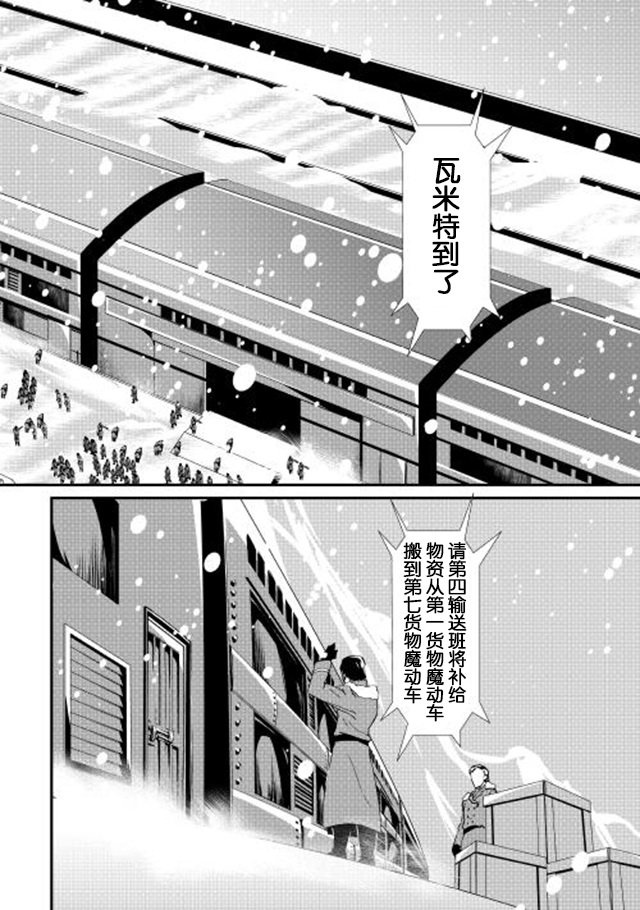 瓦米特到了
请第四输送班将补给
物资从第一货物魔动车
搬到第七货物魔动车